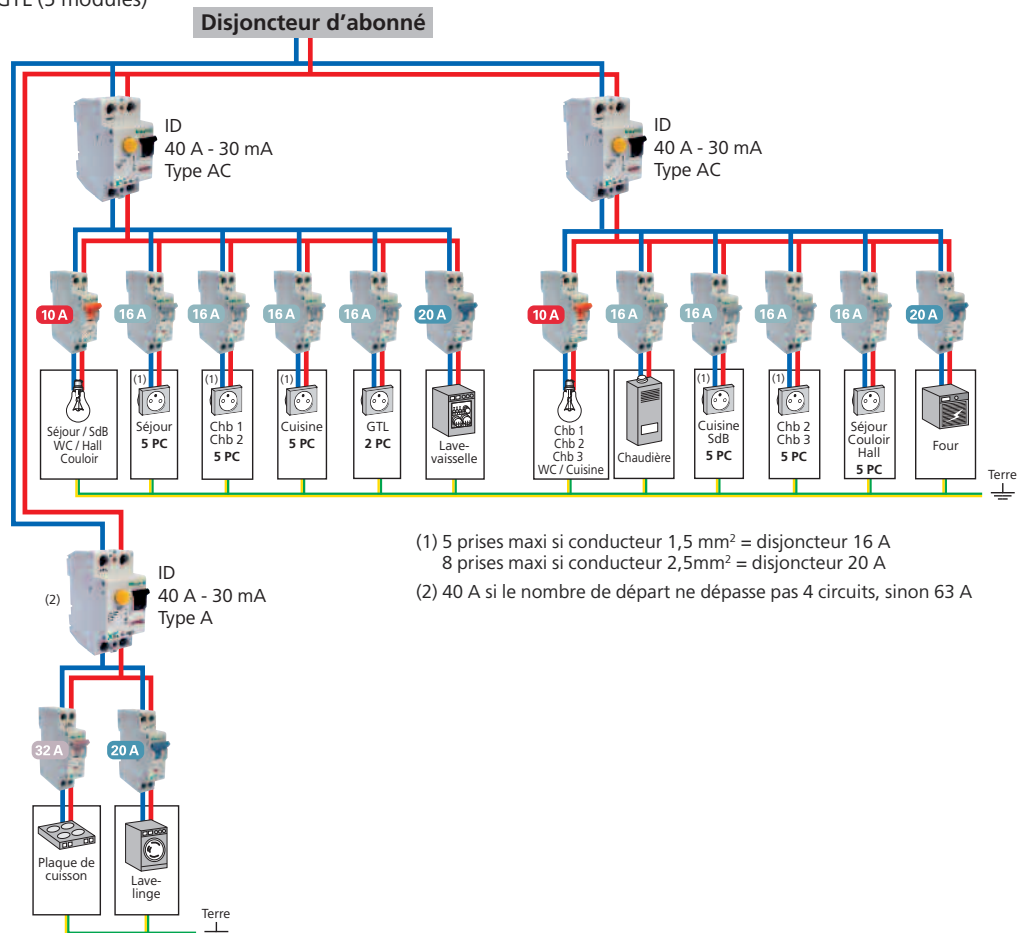 GTL (5 modules)
Disjoncteur d'abonné
ID
40 A - 30 mA
Type AC
ID
40 A - 30 mA
Type AC
10 A
16 A
16 A
16 A
16 A
20 A
10 A
16 A
16 A
16 A
16 A
20 A
Séjour / SdB
WC / Hall
Couloir
(1)
Séjour
5 PC
(1)
Chb 1
Chb 2
5 PC
(1)
Cuisine
5 PC
GTL
2 PC
Lave-
vaisselle
Chb 1
Chb 2
Chb 3
WC / Cuisine
Chaudière
(1)
Cuisine
SdB
5 PC
(1)
Chb 2
Chb 3
5 PC
Séjour
Couloir
Hall
5 PC
Four
Terre
(1) 5 prises maxi si conducteur 1,5 mm² = disjoncteur 16 A
8 prises maxi si conducteur 2,5mm² = disjoncteur 20 A
(2) 40 A si le nombre de départ ne dépasse pas 4 circuits, sinon 63 A
(2)
ID
40 A - 30 mA
Type A
32 A
20 A
Plaque de
cuisson
Lave-
linge
Terre